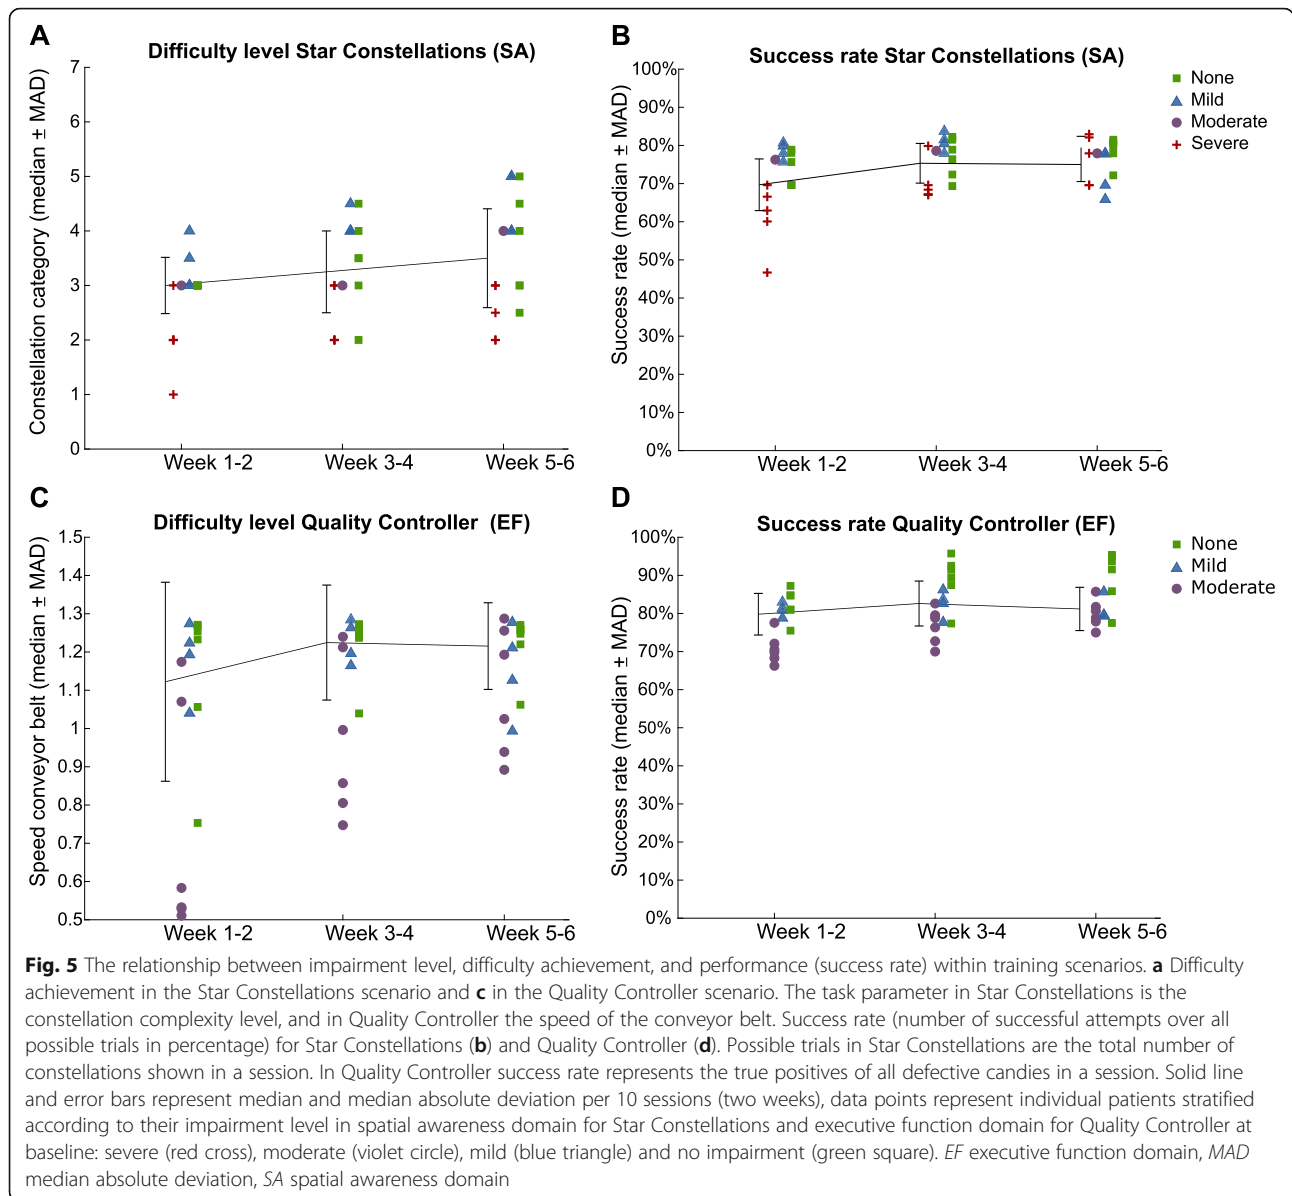 A
Difficulty level Star Constellations (SA)
Constellation category (median ± MAD)
7
6
5
4
3
2
1
0
Week 1-2
Week 3-4
Week 5-6
B
Success rate Star Constellations (SA)
Success rate (median ± MAD)
100%
90%
80%
70%
60%
50%
40%
30%
20%
10%
0%
Week 1-2
Week 3-4
Week 5-6
None
Mild
Moderate
Severe
C
Difficulty level Quality Controller (EF)
Speed conveyor belt (median ± MAD)
1.5
1.4
1.3
1.2
1.1
1
0.9
0.8
0.7
0.6
0.5
Week 1-2
Week 3-4
Week 5-6
D
Success rate Quality Controller (EF)
Success rate (median ± MAD)
100%
90%
80%
70%
60%
50%
40%
30%
20%
10%
0%
Week 1-2
Week 3-4
Week 5-6
None
Mild
Moderate
Fig. 5 The relationship between impairment level, difficulty achievement, and performance (success rate) within training scenarios. a Difficulty
achievement in the Star Constellations scenario and c in the Quality Controller scenario. The task parameter in Star Constellations is the
constellation complexity level, and in Quality Controller the speed of the conveyor belt. Success rate (number of successful attempts over all
possible trials in percentage) for Star Constellations (b) and Quality Controller (d). Possible trials in Star Constellations are the total number of
constellations shown in a session. In Quality Controller success rate represents the true positives of all defective candies in a session. Solid line
and error bars represent median and median absolute deviation per 10 sessions (two weeks), data points represent individual patients stratified
according to their impairment level in spatial awareness domain for Star Constellations and executive function domain for Quality Controller at
baseline: severe (red cross), moderate (violet circle), mild (blue triangle) and no impairment (green square). EF executive function domain, MAD
median absolute deviation, SA spatial awareness domain